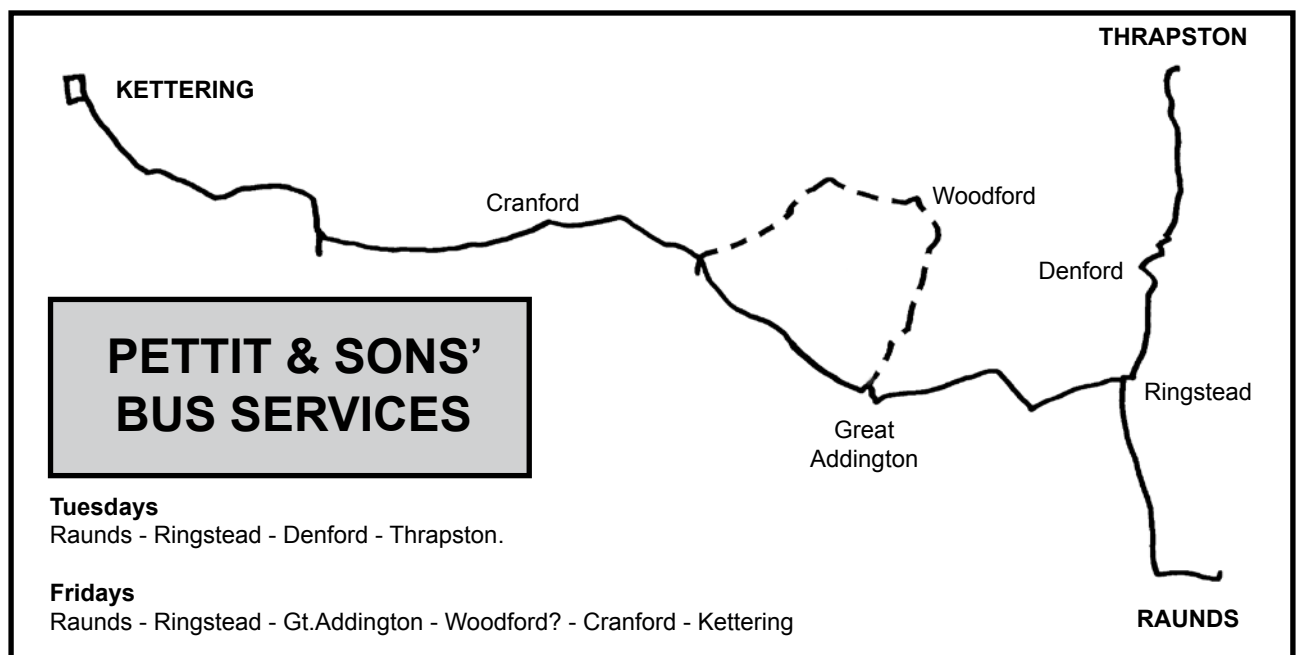 THRAPSTON
KETTERING
Cranford
Woodford
Denford
Ringstead
Great
Addington
PETTIT & SONS’
BUS SERVICES
Tuesdays
Raunds - Ringstead - Denford - Thrapston.
Fridays
Raunds - Ringstead - Gt.Addington - Woodford? - Cranford - Kettering
RAUNDS